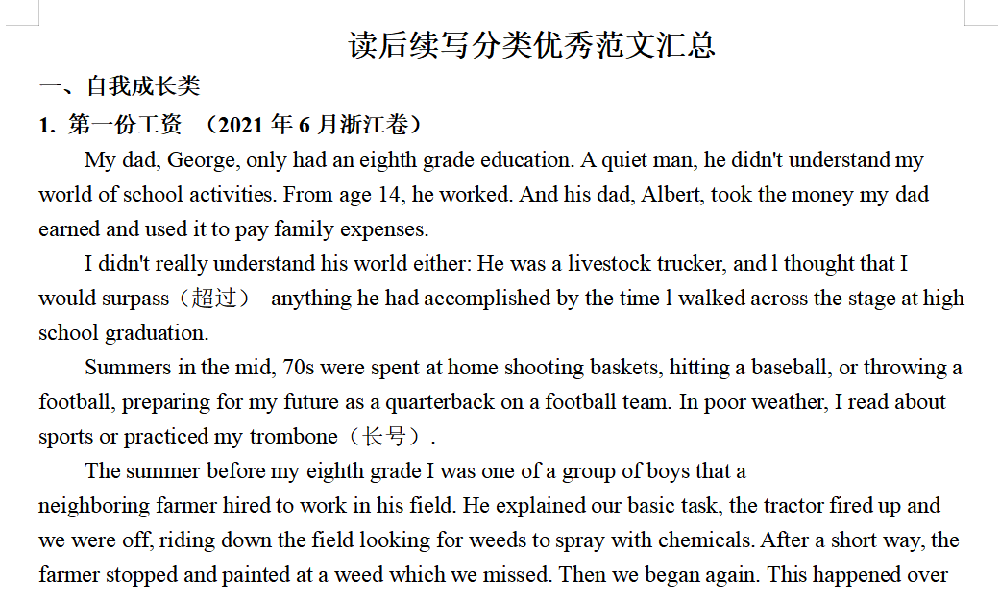 读后续写分类优秀范文汇总
一、自我成长类
1. 第一份工资 （2021 年 6 月浙江卷）
My dad, George, only had an eighth grade education. A quiet man, he didn't understand my
world of school activities. From age 14, he worked. And his dad, Albert, took the money my dad
earned and used it to pay family expenses.
I didn't really understand his world either: He was a livestock trucker, and l thought that I
would surpass（超过） anything he had accomplished by the time l walked across the stage at high
school graduation.
Summers in the mid, 70s were spent at home shooting baskets, hitting a baseball, or throwing a
football, preparing for my future as a quarterback on a football team. In poor weather, I read about
sports or practiced my trombone（长号）.
The summer before my eighth grade I was one of a group of boys that a
neighboring farmer hired to work in his field. He explained our basic task, the tractor fired up and
we were off, riding down the field looking for weeds to spray with chemicals. After a short way, the
farmer stopped and painted at a weed which we missed. Then we began again. This happened over